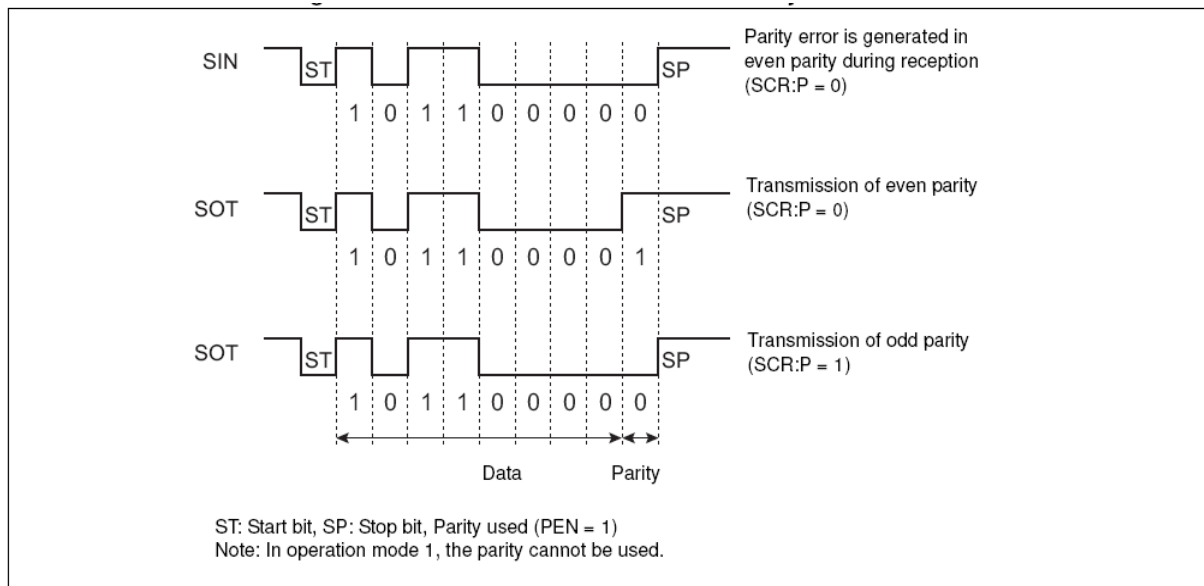 SIN
ST
SP
Parity error is generated in
even parity during reception
(SCR:P = 0)
1 0 1 1 0 0 0 0 0
SOT
ST
SP
Transmission of even parity
(SCR:P = 0)
1 0 1 1 0 0 0 0 1
SOT
ST
SP
Transmission of odd parity
(SCR:P = 1)
1 0 1 1 0 0 0 0 0
Data
Parity
ST: Start bit, SP: Stop bit, Parity used (PEN = 1)
Note: In operation mode 1, the parity cannot be used.